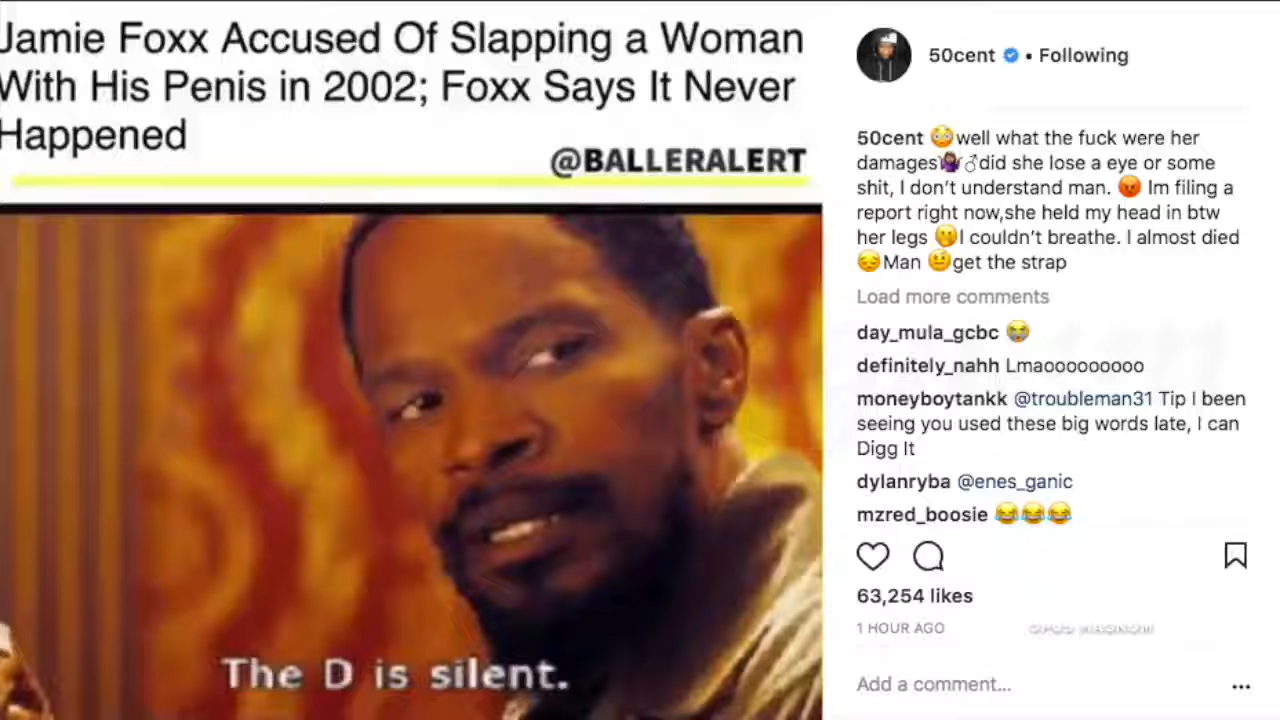 Jamie Foxx Accused Of Slapping a Woman
With His Penis in 2002; Foxx Says It Never
Happened
@BALLERALERT
The D is silent.
50cent • Following
50cent 😳well what the fuck were her
damages🤷🏾♂did she lose a eye or some
shit, I don't understand man. 😡 Im filing a
report right now,she held my head in btw
her legs 🤭I couldn't breathe. I almost died
😔Man 🤨get the strap
Load more comments
day_mula_gcbc 😭
definitely_nahh Lmaooooooooo
moneyboytankk @troubleman31 Tip I been
seeing you used these big words late, I can
Digg It
dylanryba @enes_ganic
mzred_boosie 😂😂😂
63,254 likes
1 HOUR AGO
Add a comment...